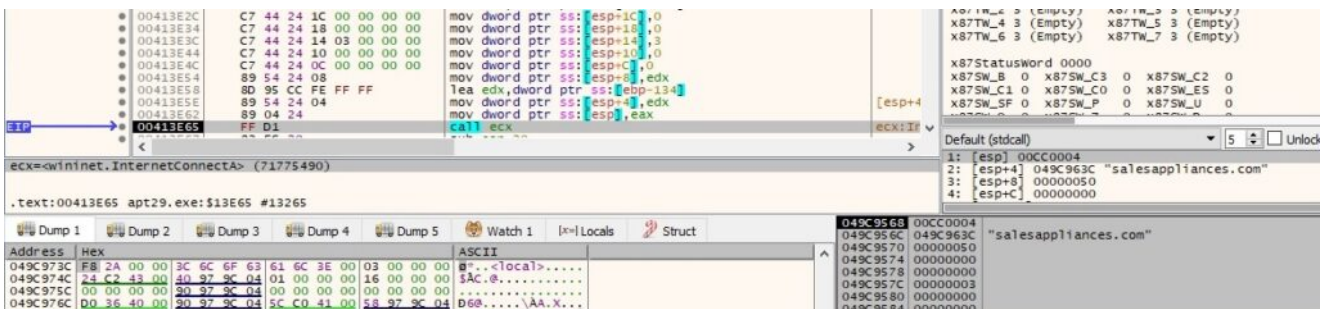 x87TW_4 3 (Empty) x87TW_5 3 (Empty)
x87TW_6 3 (Empty) x87TW_7 3 (Empty)
x87StatusWord 0000
x87SW_B 0 x87SW_C3 0 x87SW_C2 0
x87SW_C1 0 x87SW_C0 0 x87SW_ES 0
x87SW_SF 0 x87SW_P 0 x87SW_U 0
00413E2C C7 44 24 1C 00 00 00 00 mov dword ptr ss:[esp+1C],0
00413E34 C7 44 24 18 00 00 00 00 mov dword ptr ss:[esp+18],0
00413E3C C7 44 24 14 03 00 00 00 mov dword ptr ss:[esp+14],3
00413E44 C7 44 24 10 00 00 00 00 mov dword ptr ss:[esp+10],0
00413E4C C7 44 24 0C 00 00 00 00 mov dword ptr ss:[esp+C],0
00413E54 89 54 24 08 mov dword ptr ss:[esp+8],edx
00413E58 8D 95 CC FE FF FF lea edx,dword ptr ss:[ebp-134]
00413E5E 89 54 24 04 mov dword ptr ss:[esp+4],edx [esp+4
00413E62 89 04 24 mov dword ptr ss:[esp],eax
EIP 00413E65 FF D1 call ecx ecx:Ir
Default (stdcall) 5 Unlock
1: [esp] 00CC0004
2: [esp+4] 049C963C "salesappliances.com"
3: [esp+8] 00000050
4: [esp+C] 00000000
ecx=<wininet.InternetConnectA> (71775490)
.text:00413E65 apt29.exe:$13E65 #13265
Dump 1 Dump 2 Dump 3 Dump 4 Dump 5 Watch 1 [x=] Locals Struct
Address Hex ASCII
049C973C F8 2A 00 00 3C 6C 6F 63 61 6C 3E 00 03 00 00 00 ø*..<local>.....
049C974C 24 C2 43 00 40 97 9C 04 01 00 00 00 16 00 00 00 $ÂC.@...........
049C975C 00 00 00 00 90 97 9C 04 00 00 00 00 00 00 00 00
049C976C D0 36 40 00 90 97 9C 04 5C C0 41 00 58 97 9C 04 Ð6@.....\ÀA.X...
049C9568 00CC0004
049C956C 049C963C "salesappliances.com"
049C9570 00000050
049C9574 00000000
049C9578 00000000
049C957C 00000003
049C9580 00000000
049C9584 00000000